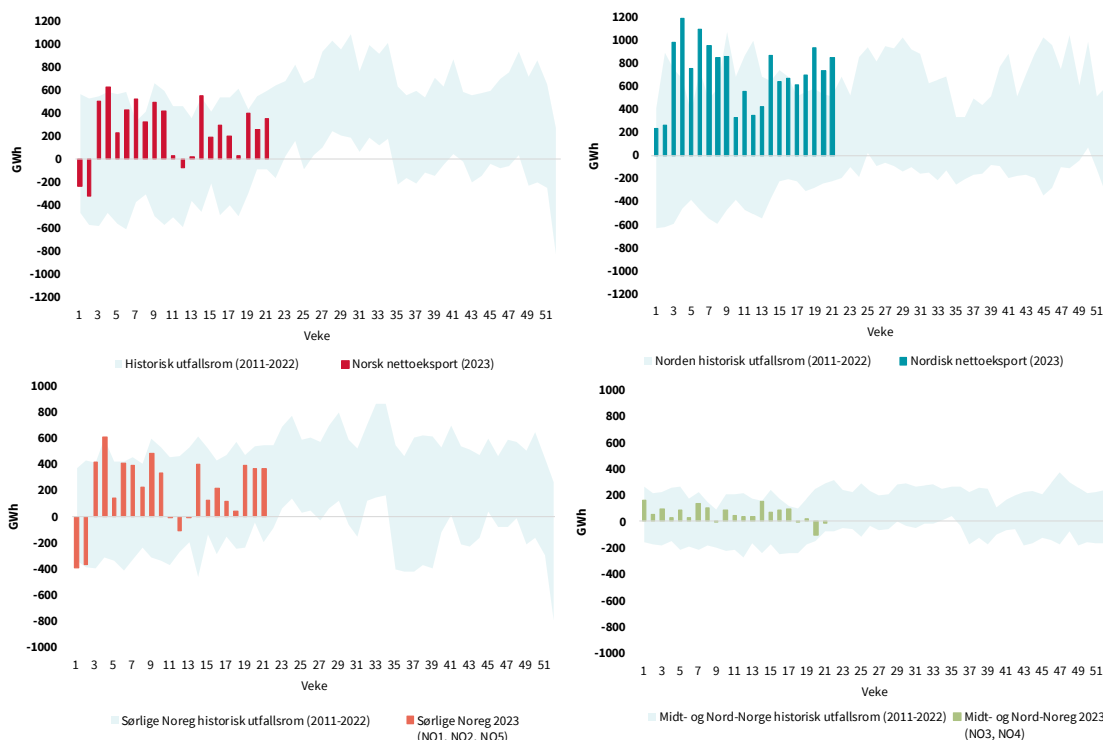 1200
1000
800
600
400
200
0
-200
-400
-600
-800
-1000
-1200
GWh
1 3 5 7 9 11 13 15 17 19 21 23 25 27 29 31 33 35 37 39 41 43 45 47 49 51
Veke
Historisk utfallsrom (2011-2022) Norsk nettoeksport (2023)
1200
1000
800
600
400
200
0
-200
-400
-600
-800
-1000
-1200
GWh
1 3 5 7 9 11 13 15 17 19 21 23 25 27 29 31 33 35 37 39 41 43 45 47 49 51
Veke
Norden historisk utfallsrom (2011-2022) Nordisk nettoeksport (2023)
1000
800
600
400
200
0
-200
-400
-600
-800
-1000
GWh
1 3 5 7 9 11 13 15 17 19 21 23 25 27 29 31 33 35 37 39 41 43 45 47 49 51
Veke
Sørlige Noreg historisk utfallsrom (2011-2022) Sørlige Noreg 2023
(NO1, NO2, NO5)
1000
800
600
400
200
0
-200
-400
-600
-800
-1000
GWh
1 3 5 7 9 11 13 15 17 19 21 23 25 27 29 31 33 35 37 39 41 43 45 47 49 51
Veke
Midt- og Nord-Norge historisk utfallsrom (2011-2022) Midt- og Nord-Noreg 2023
(NO3, NO4)